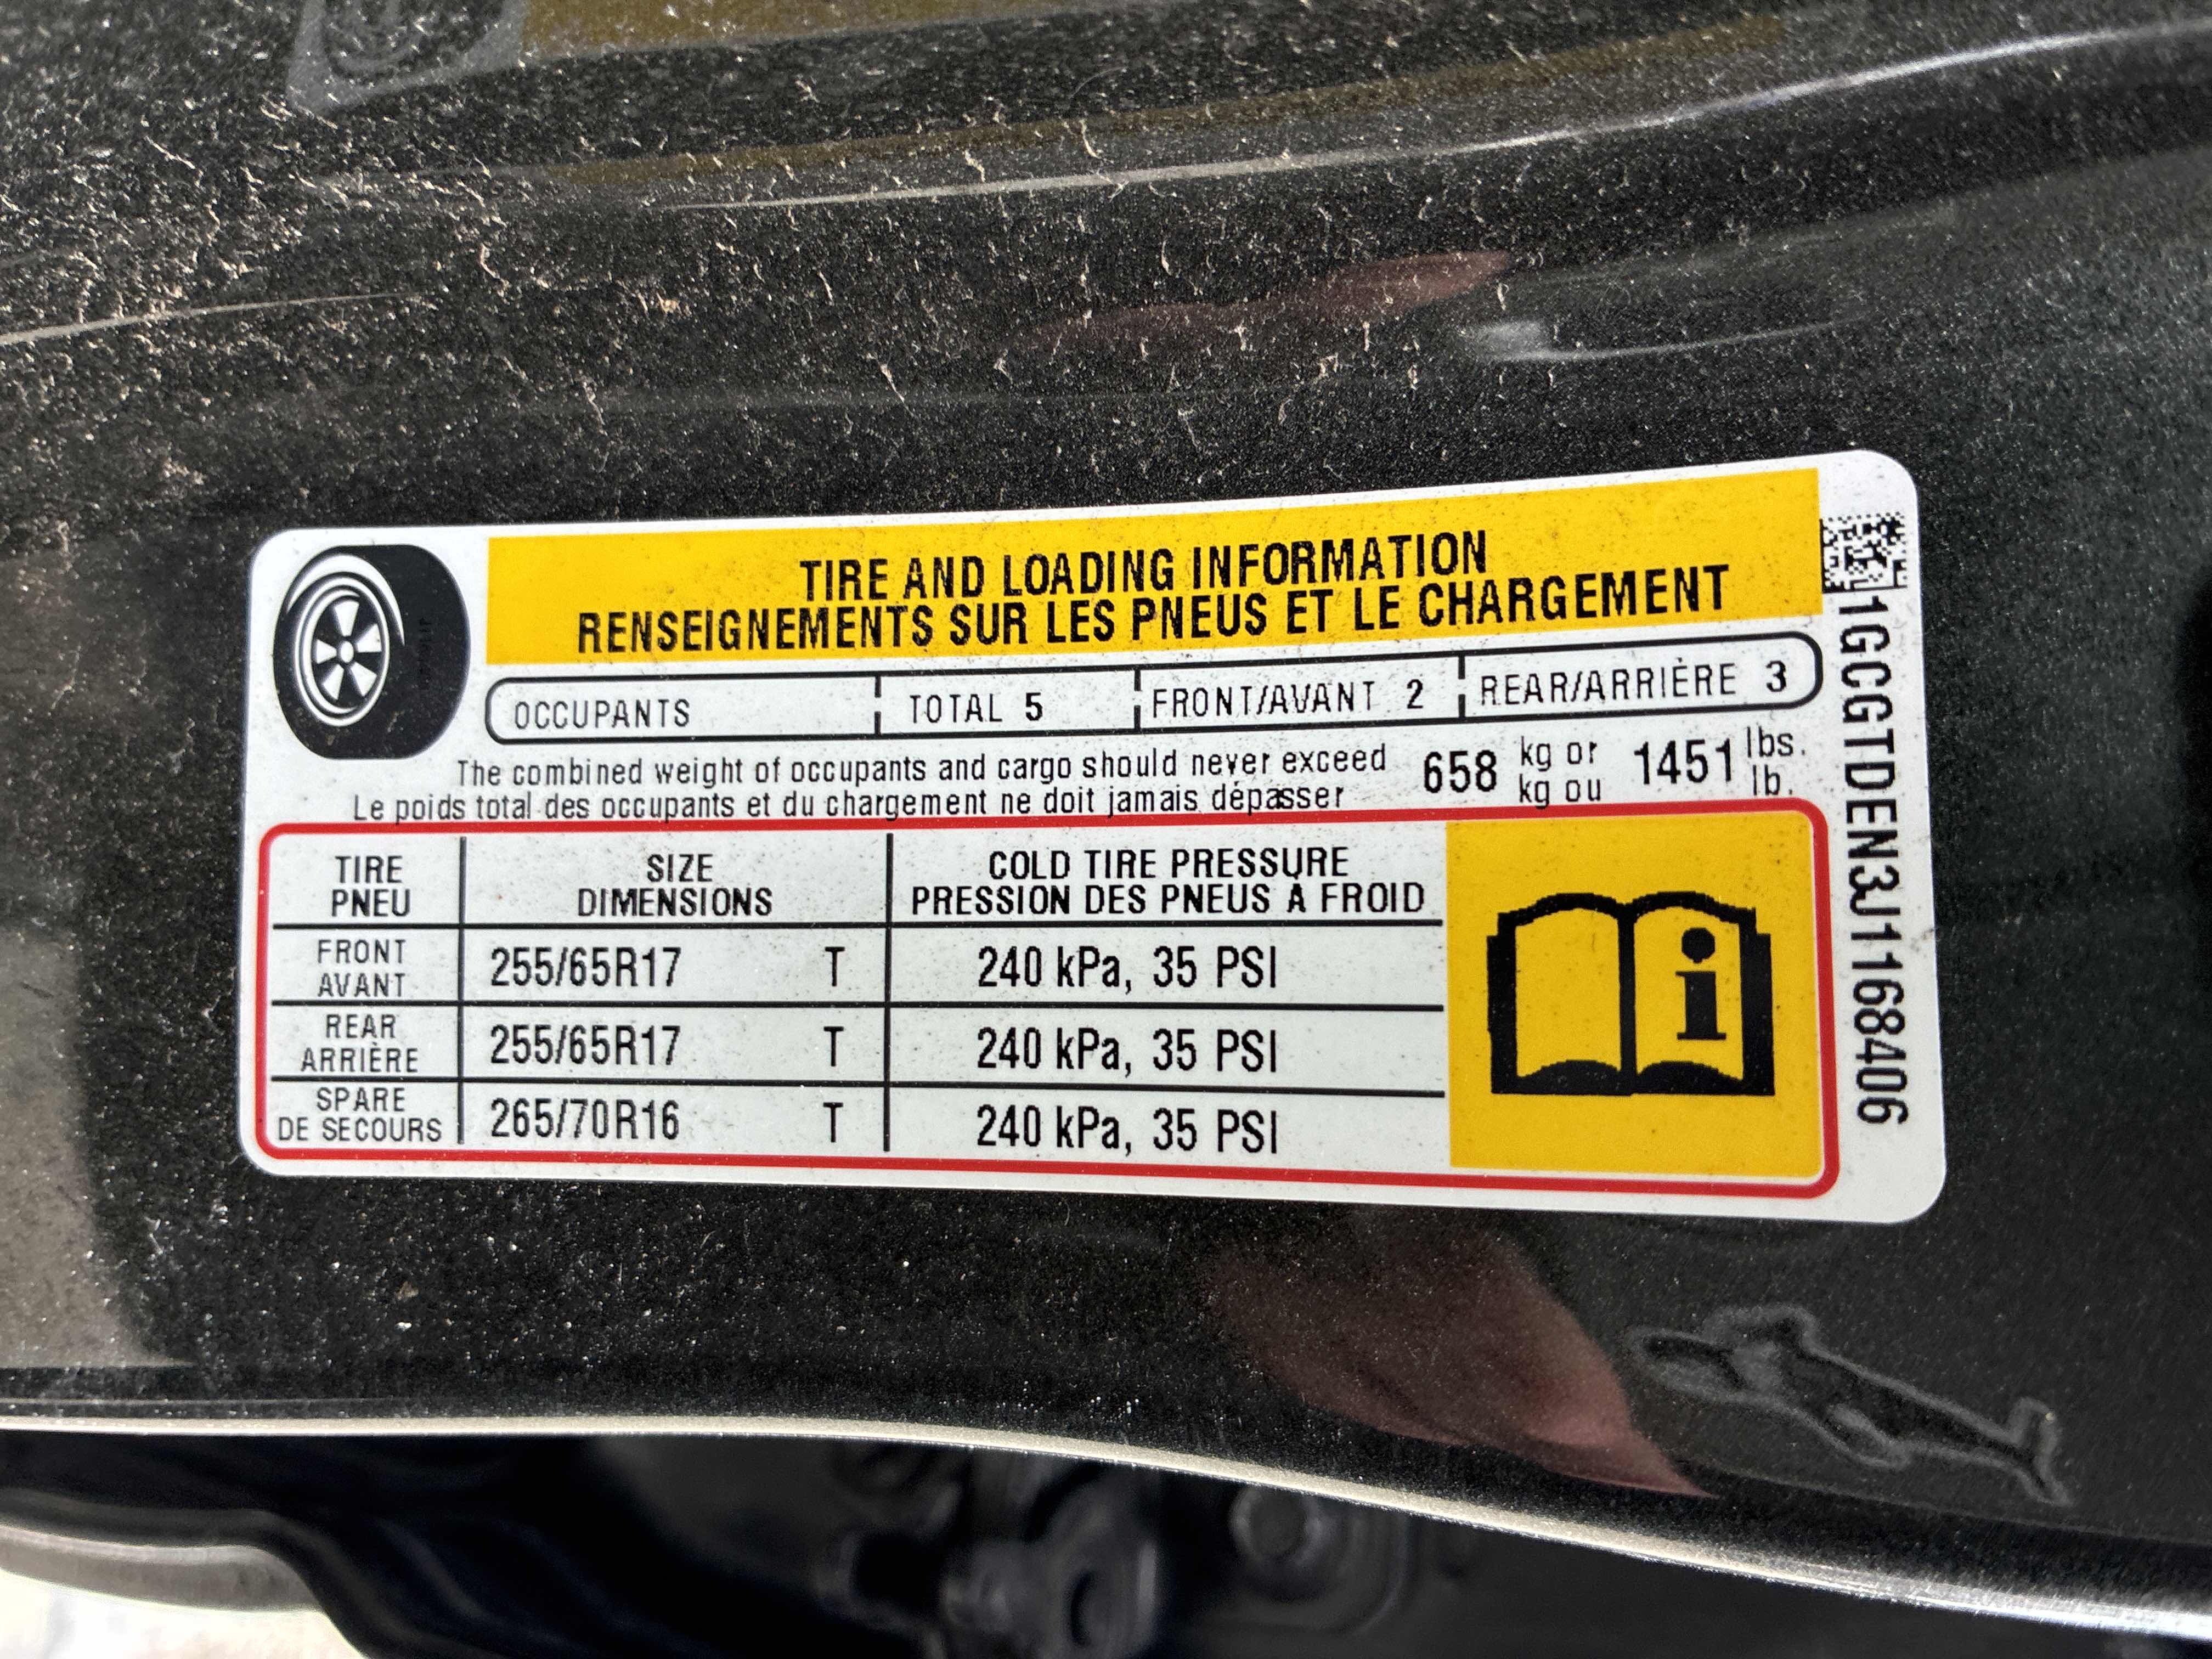 TIRE AND LOADING INFORMATION
RENSEIGNEMENTS SUR LES PNEUS ET LE CHARGEMENT
OCCUPANTS TOTAL 5 FRONT/AVANT 2 REAR/ARRIÈRE 3
The combined weight of occupants and cargo should never exceed 658 kg or 1451 lbs.
Le poids total des occupants et du chargement ne doit jamais dépasser kg ou lb.
TIRE SIZE COLD TIRE PRESSURE
PNEU DIMENSIONS PRESSION DES PNEUS À FROID
FRONT
AVANT 255/65R17 T 240 kPa, 35 PSI
REAR
ARRIÈRE 255/65R17 T 240 kPa, 35 PSI
SPARE
DE SECOURS 265/70R16 T 240 kPa, 35 PSI
i
1GCGTDEN3J1168406